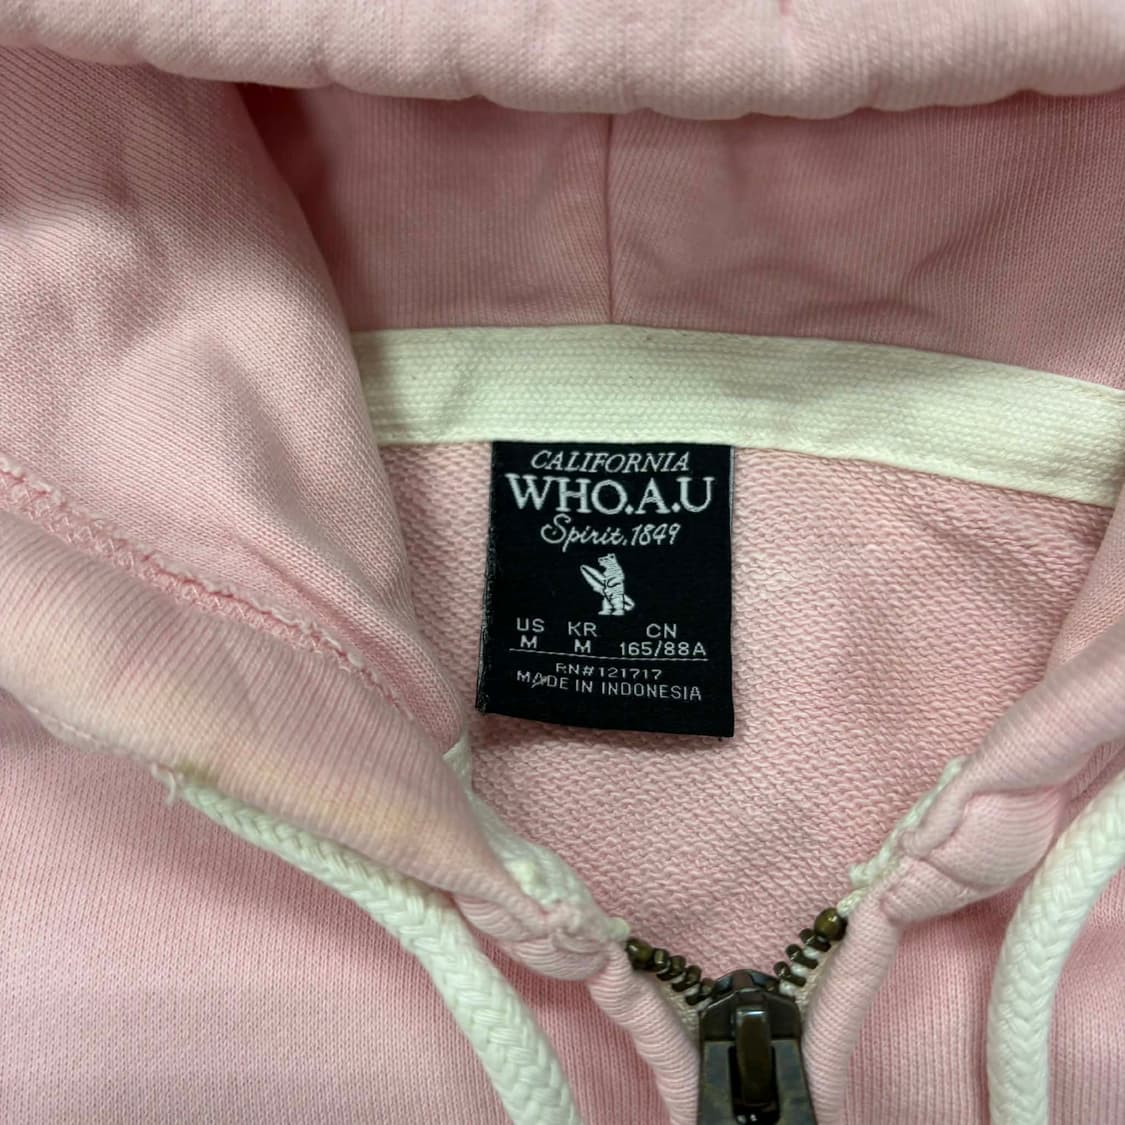 CALIFORNIA
WHO.A.U
Spirit.1849
US KR CN
M M 165/88A
RN#121717
MADE IN INDONESIA